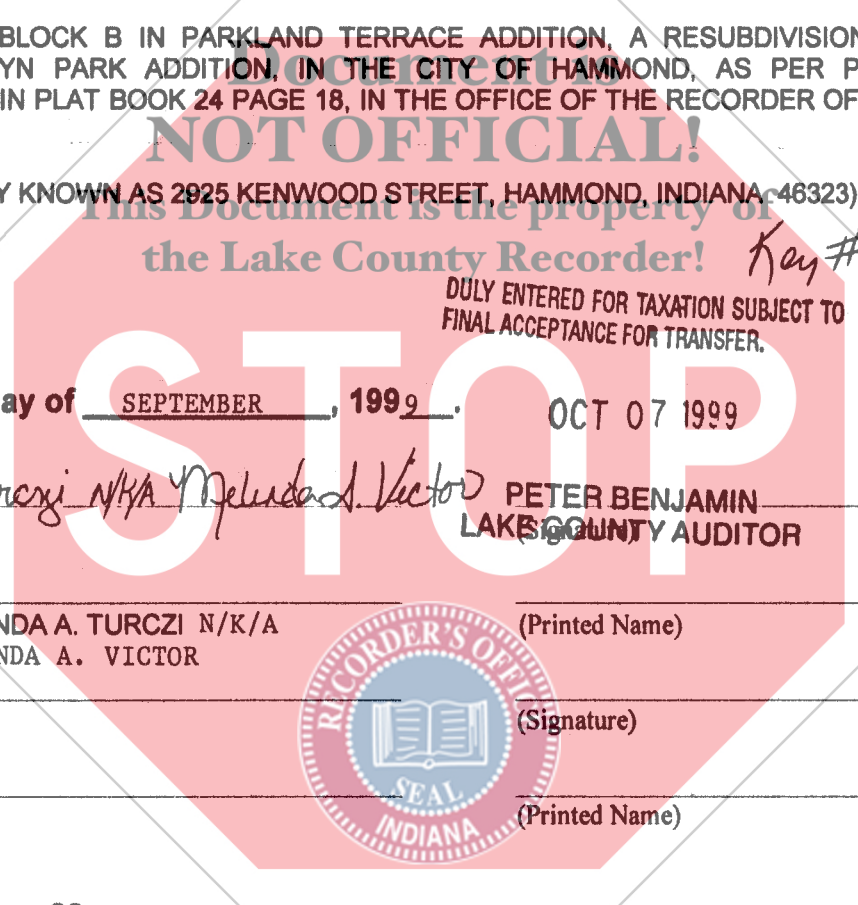 BLOCK B IN PARKLAND TERRACE ADDITION, A RESUBDIVISION
YN PARK ADDITION, IN THE CITY OF HAMMOND, AS PER P
IN PLAT BOOK 24 PAGE 18, IN THE OFFICE OF THE RECORDER OF
Document is
NOT OFFICIAL!
Y KNOWN AS 2925 KENWOOD STREET, HAMMOND, INDIANA 46323)
This Document is the property of
the Lake County Recorder!
Key #
DULY ENTERED FOR TAXATION SUBJECT TO
FINAL ACCEPTANCE FOR TRANSFER.
STOP
ay of SEPTEMBER, 1999.
OCT 07 1999
rczi N/K/A Melinda A. Victor
PETER BENJAMIN
LAKE COUNTY AUDITOR
(Signature)
NDA A. TURCZI N/K/A
NDA A. VICTOR
(Printed Name)
(Signature)
(Printed Name)
RECORDER'S OFFICE
SEAL
INDIANA